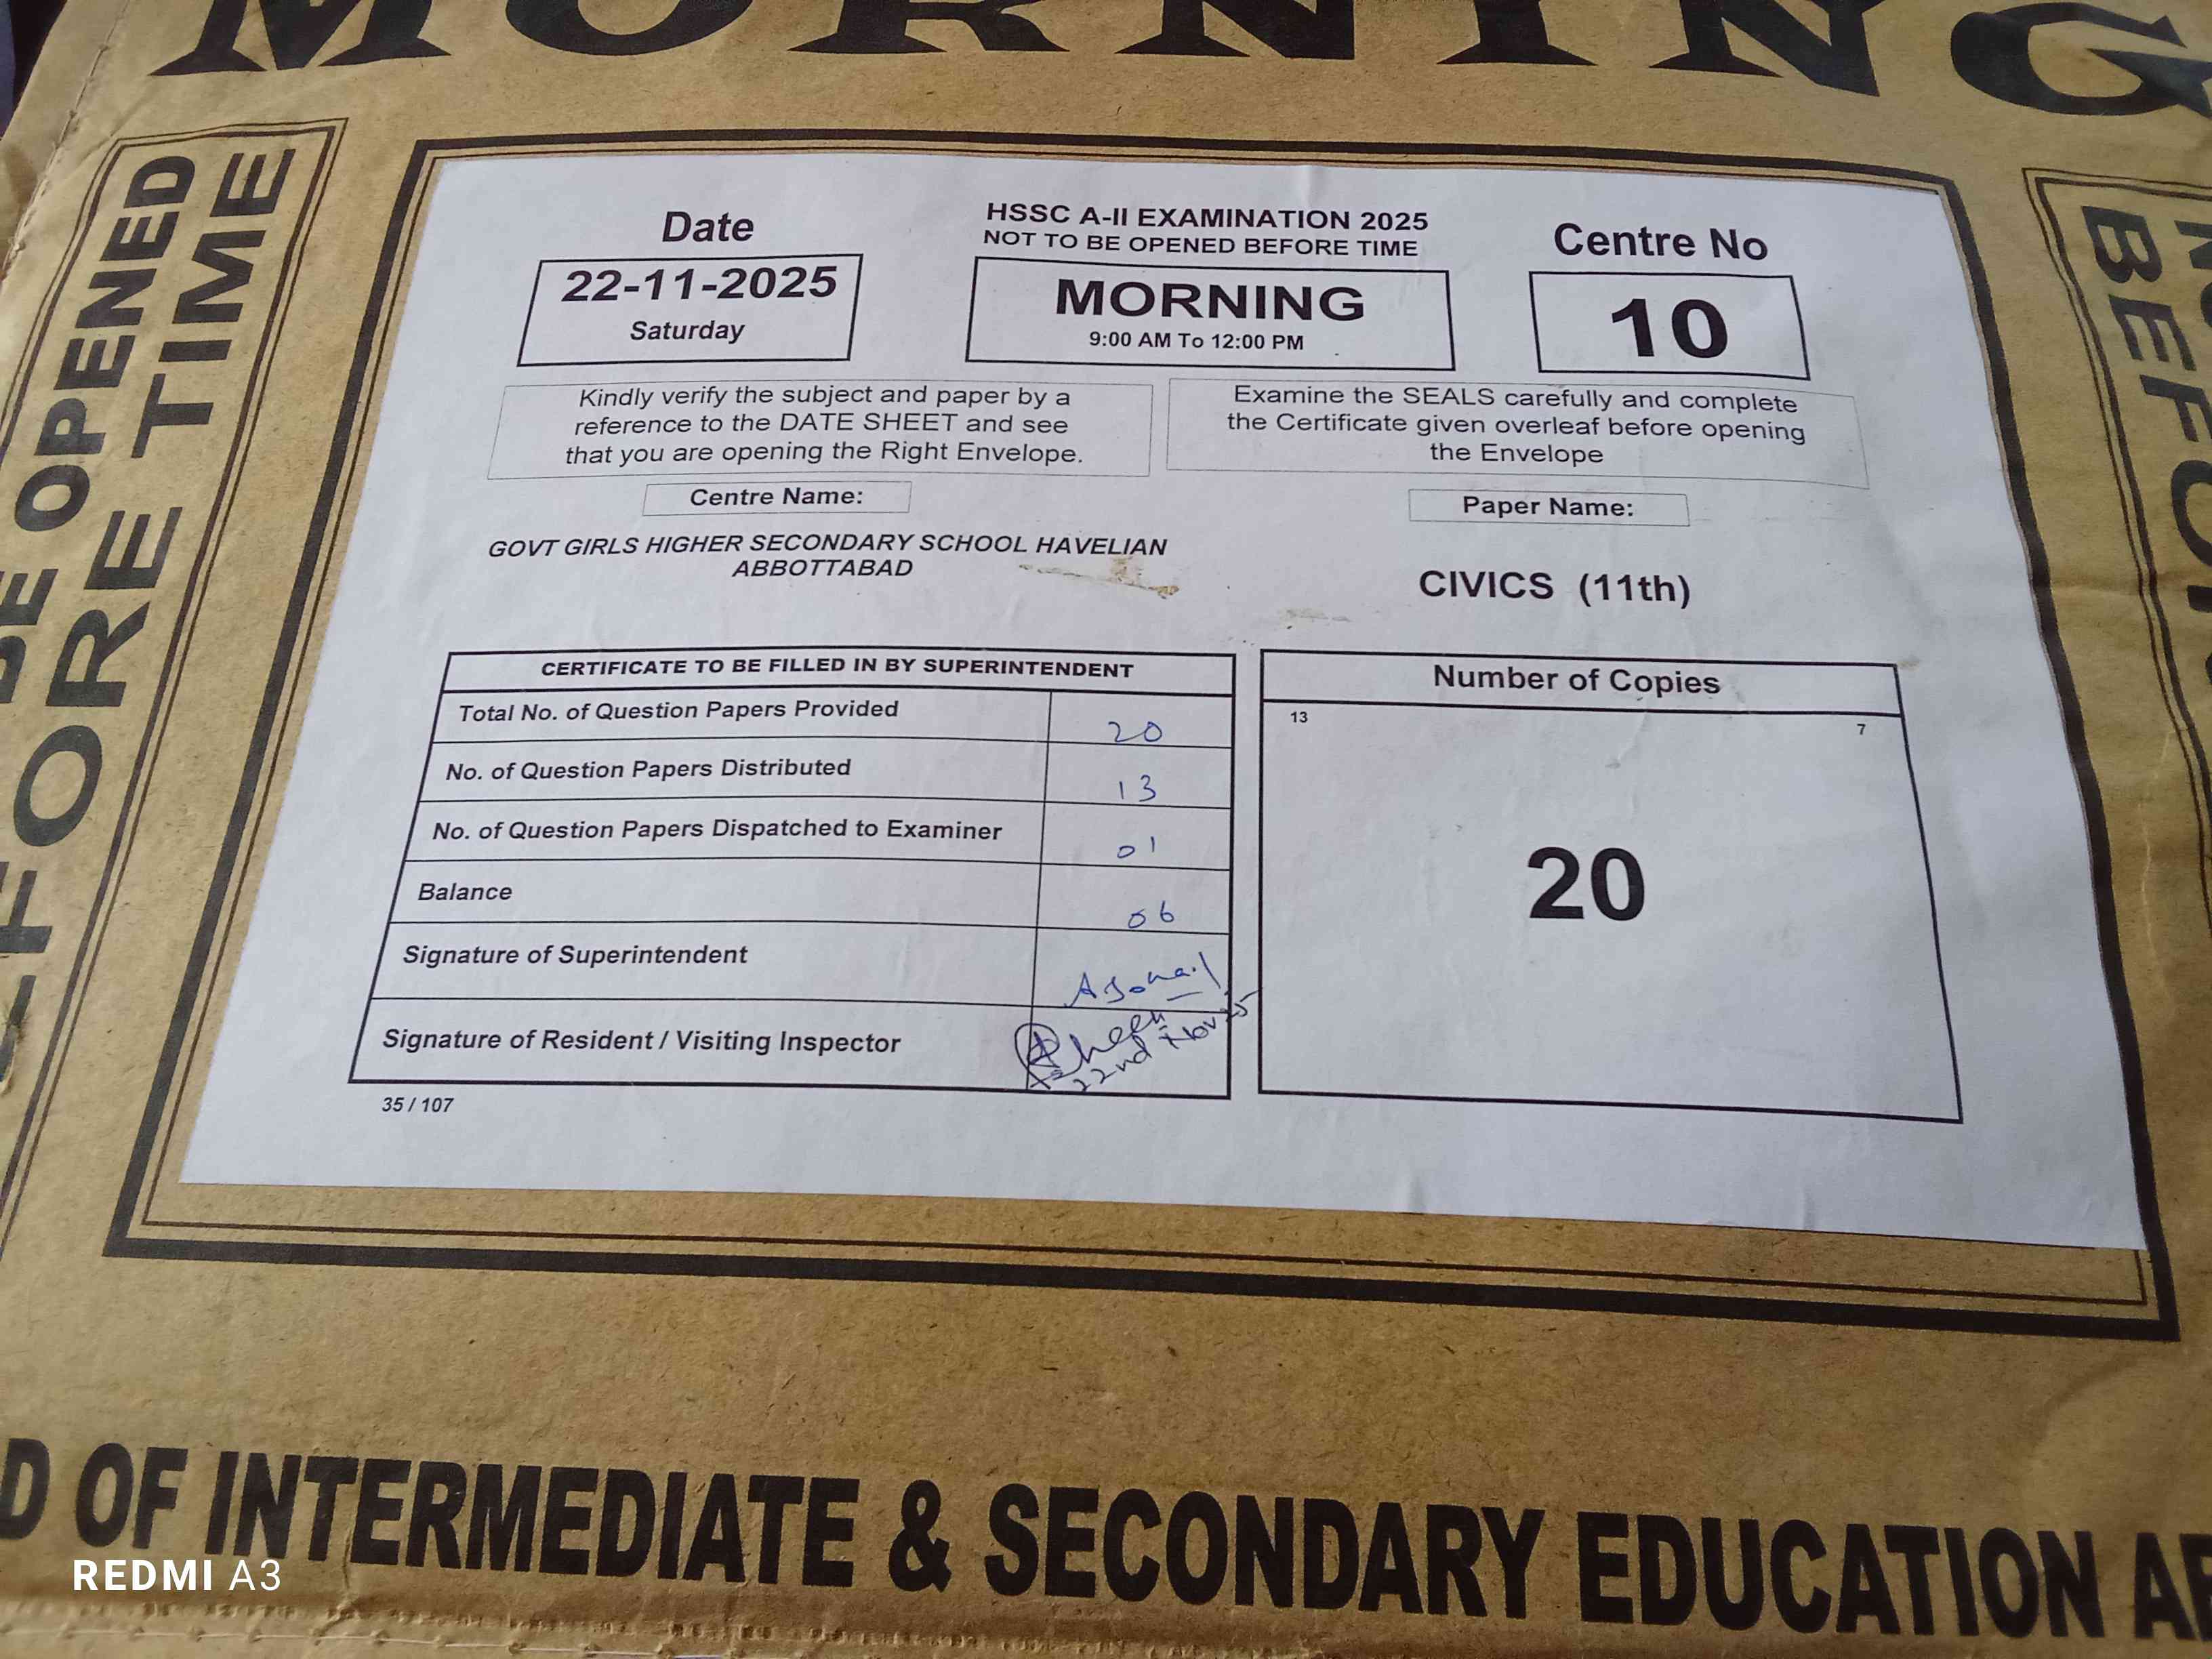 MORNING
BE OPENED
BEFORE TIME
BEFOR
Date
22-11-2025
Saturday
HSSC A-II EXAMINATION 2025
NOT TO BE OPENED BEFORE TIME
MORNING
9:00 AM To 12:00 PM
Centre No
10
Kindly verify the subject and paper by a
reference to the DATE SHEET and see
that you are opening the Right Envelope.
Examine the SEALS carefully and complete
the Certificate given overleaf before opening
the Envelope
Centre Name:
GOVT GIRLS HIGHER SECONDARY SCHOOL HAVELIAN
ABBOTTABAD
Paper Name:
CIVICS (11th)
CERTIFICATE TO BE FILLED IN BY SUPERINTENDENT
Total No. of Question Papers Provided 20
No. of Question Papers Distributed 13
No. of Question Papers Dispatched to Examiner 01
Balance 06
Signature of Superintendent
Signature of Resident / Visiting Inspector
22nd Nov 25
35 / 107
Number of Copies
13 7
20
D OF INTERMEDIATE & SECONDARY EDUCATION A
REDMI A3